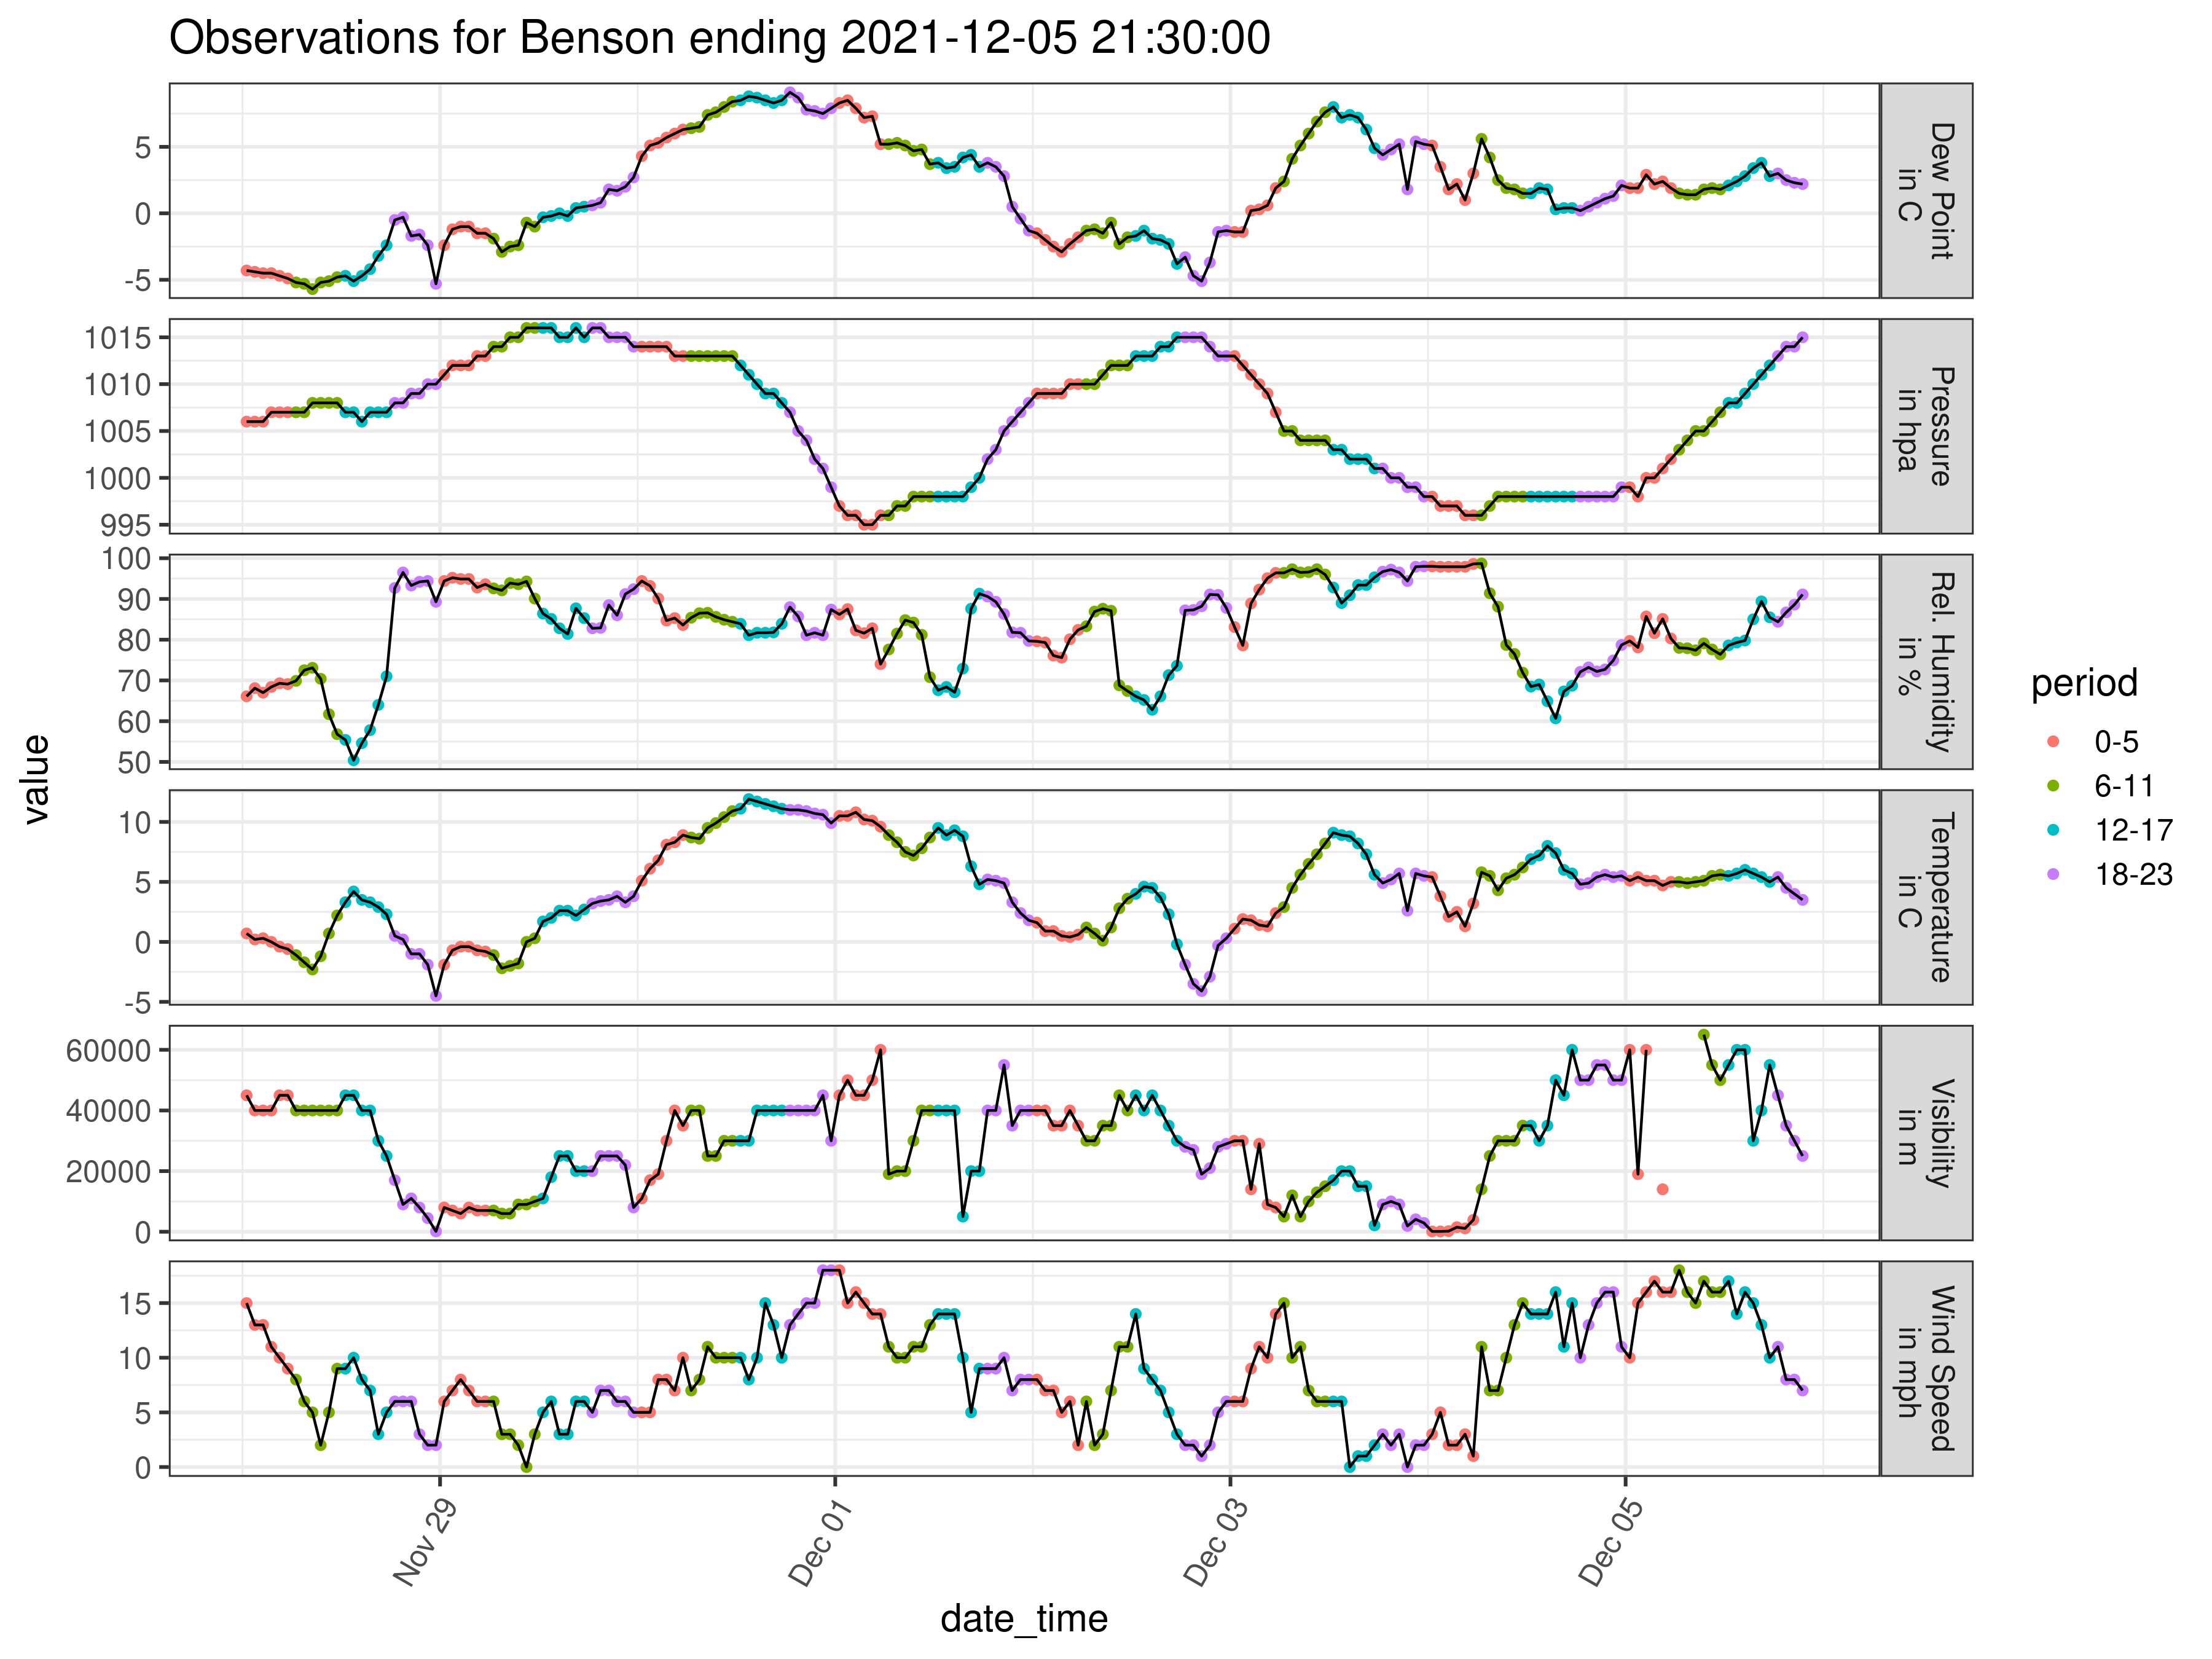 Observations for Benson ending 2021-12-05 21:30:00
value
5
0
-5
Dew Point
in C
1015
1010
1005
1000
995
Pressure
in hpa
100
90
80
70
60
50
Rel. Humidity
in %
10
5
0
-5
Temperature
in C
60000
40000
20000
0
Visibility
in m
15
10
5
0
Wind Speed
in mph
Nov 29
Dec 01
Dec 03
Dec 05
date_time
period
0-5
6-11
12-17
18-23